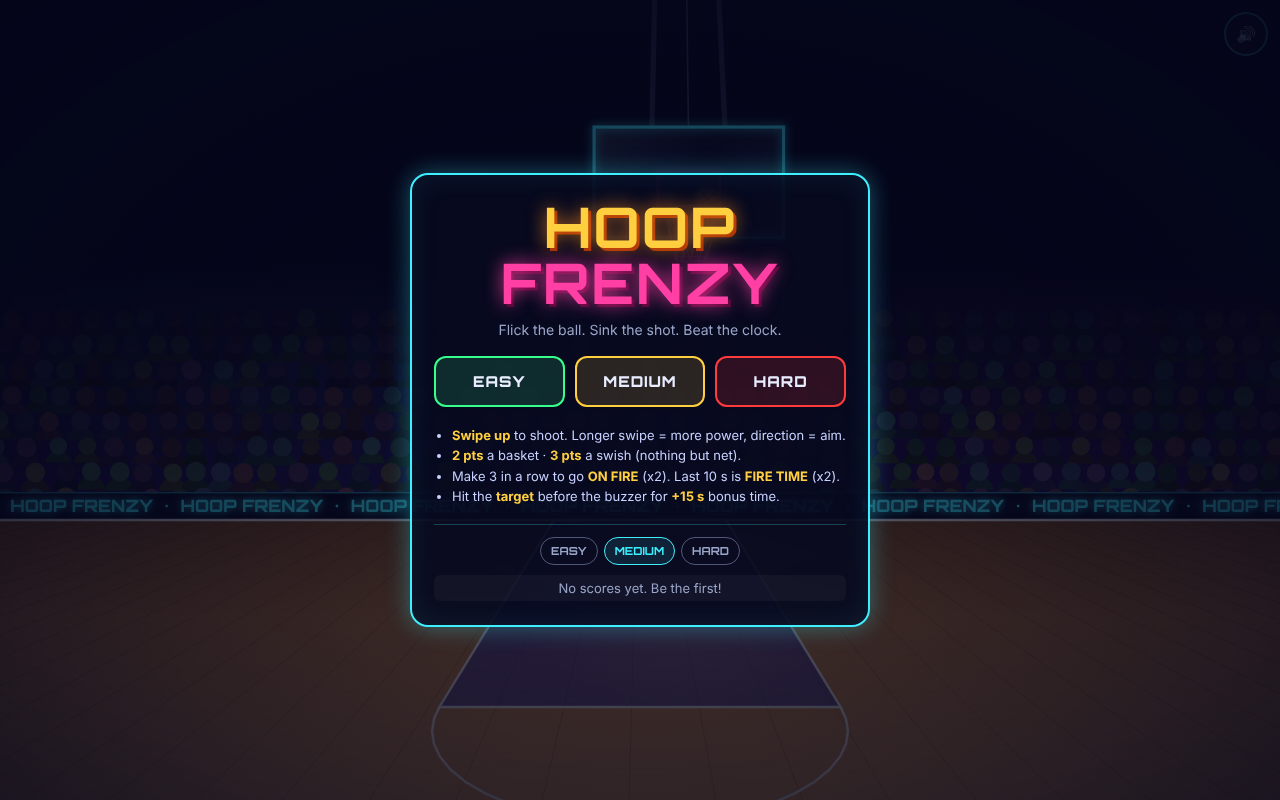 HOOP
FRENZY
Flick the ball. Sink the shot. Beat the clock.
EASY MEDIUM HARD
• Swipe up to shoot. Longer swipe = more power, direction = aim.
• 2 pts a basket · 3 pts a swish (nothing but net).
• Make 3 in a row to go ON FIRE (x2). Last 10 s is FIRE TIME (x2).
• Hit the target before the buzzer for +15 s bonus time.
HOOP FRENZY · HOOP FRENZY · HOOP HOOP FRENZY · HOOP FRENZY · HOOP
EASY MEDIUM HARD
No scores yet. Be the first!